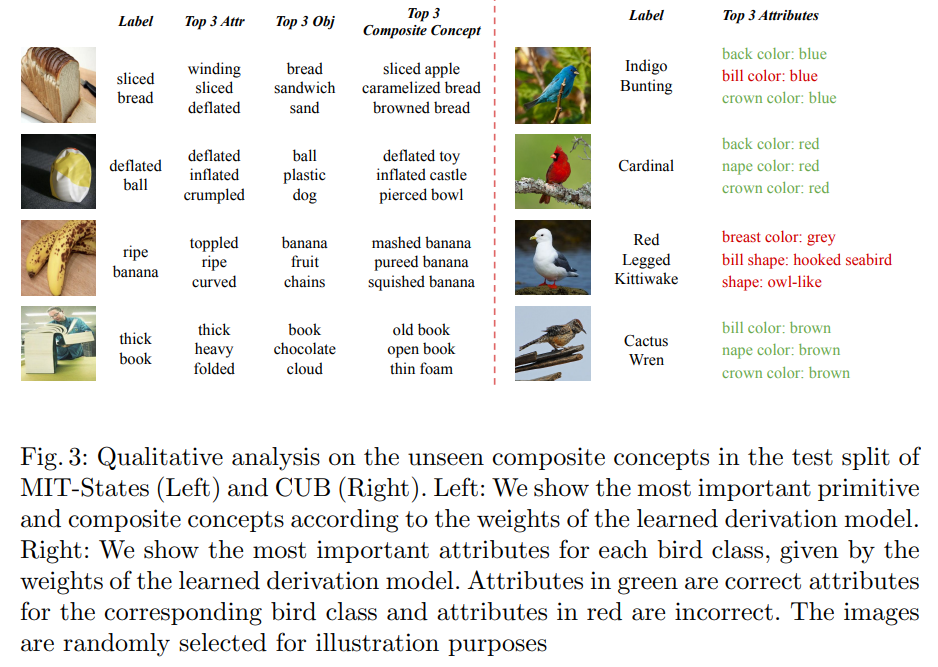 Label Top 3 Attr Top 3 Obj Top 3
Composite Concept
sliced
bread
winding
sliced
deflated
bread
sandwich
sand
sliced apple
caramelized bread
browned bread
deflated
ball
deflated
inflated
crumpled
ball
plastic
dog
deflated toy
inflated castle
pierced bowl
ripe
banana
toppled
ripe
curved
banana
fruit
chains
mashed banana
pureed banana
squished banana
thick
book
thick
heavy
folded
book
chocolate
cloud
old book
open book
thin foam
Label Top 3 Attributes
Indigo
Bunting
back color: blue
bill color: blue
crown color: blue
Cardinal
back color: red
nape color: red
crown color: red
Red
Legged
Kittiwake
breast color: grey
bill shape: hooked seabird
shape: owl-like
Cactus
Wren
bill color: brown
nape color: brown
crown color: brown
Fig. 3: Qualitative analysis on the unseen composite concepts in the test split of
MIT-States (Left) and CUB (Right). Left: We show the most important primitive
and composite concepts according to the weights of the learned derivation model.
Right: We show the most important attributes for each bird class, given by the
weights of the learned derivation model. Attributes in green are correct attributes
for the corresponding bird class and attributes in red are incorrect. The images
are randomly selected for illustration purposes